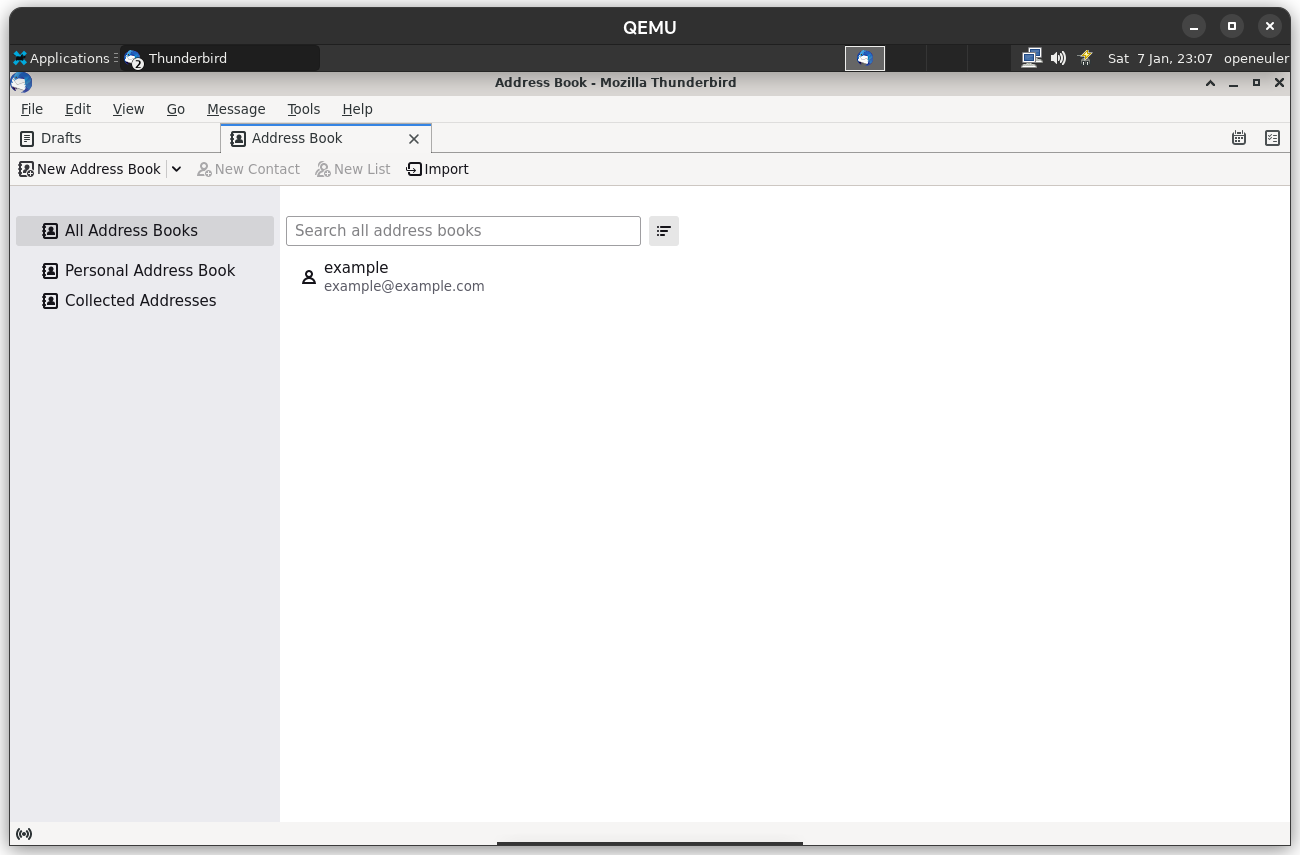 QEMU
Applications
2
Thunderbird
Sat 7 Jan, 23:07
openeuler
Address Book - Mozilla Thunderbird
File Edit View Go Message Tools Help
Drafts
Address Book
New Address Book
New Contact
New List
Import
All Address Books
Personal Address Book
Collected Addresses
Search all address books
example
example@example.com